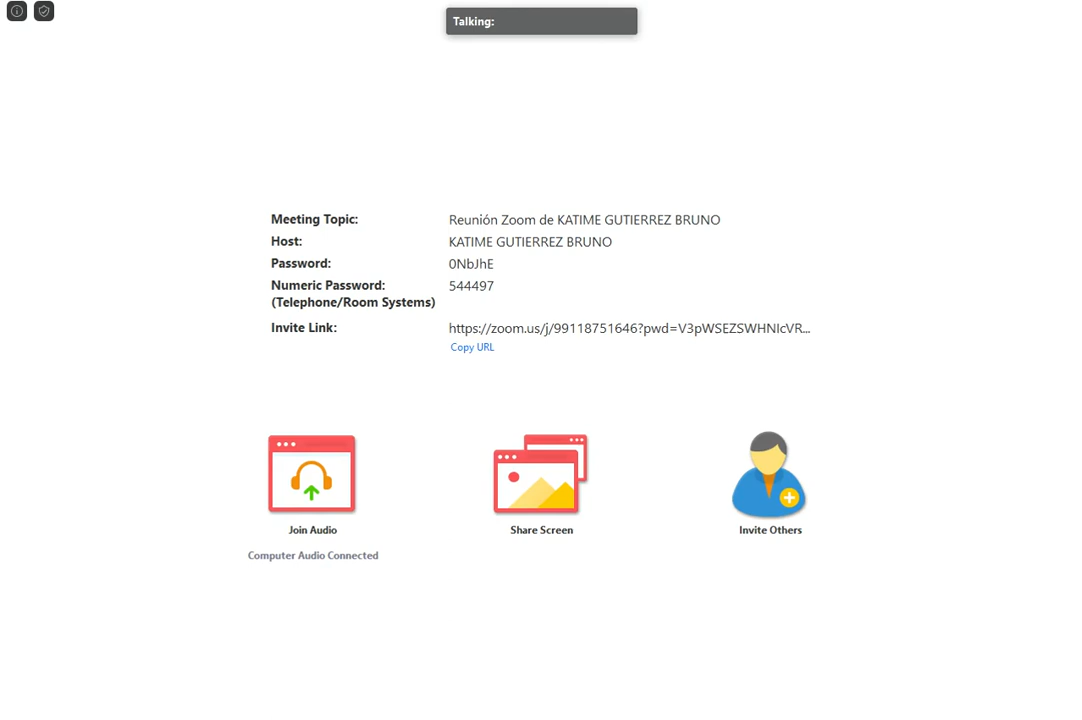 Talking:
Meeting Topic: Reunión Zoom de KATIME GUTIERREZ BRUNO
Host: KATIME GUTIERREZ BRUNO
Password: 0NbJhE
Numeric Password: 544497
(Telephone/Room Systems)
Invite Link: https://zoom.us/j/99118751646?pwd=V3pWSEZSWHNIcVR...
Copy URL
Join Audio
Share Screen
Invite Others
Computer Audio Connected